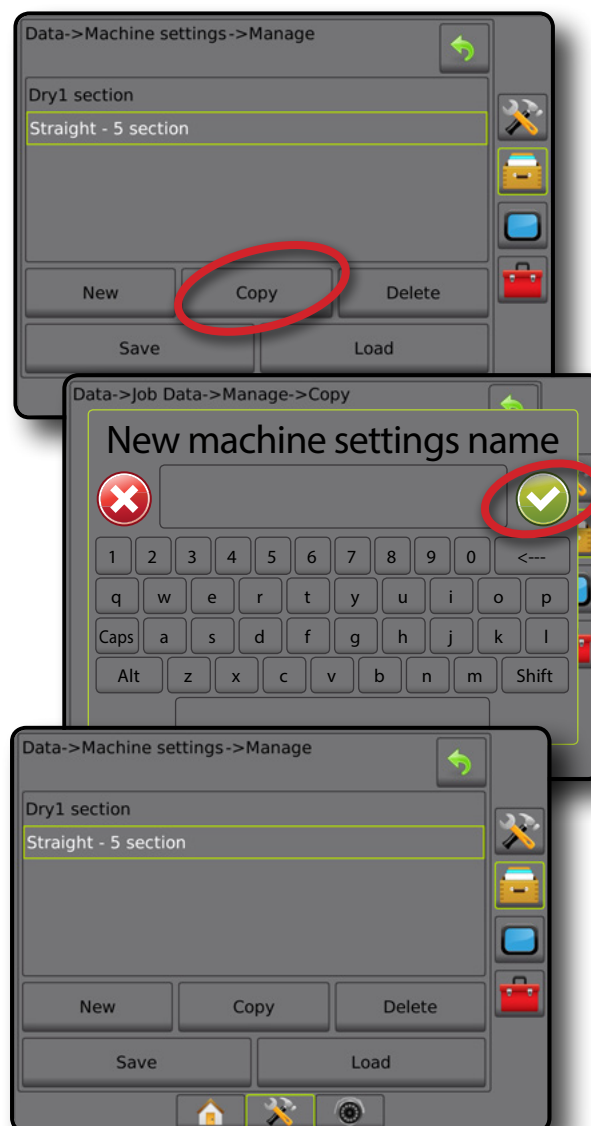 Data->Machine settings->Manage
Dry1 section
Straight - 5 section
New Copy Delete
Save Load
Data->Job Data->Manage->Copy
New machine settings name
1 2 3 4 5 6 7 8 9 0 <---
q w e r t y u i o p
Caps a s d f g h j k l
Alt z x c v b n m Shift
Data->Machine settings->Manage
Dry1 section
Straight - 5 section
New Copy Delete
Save Load